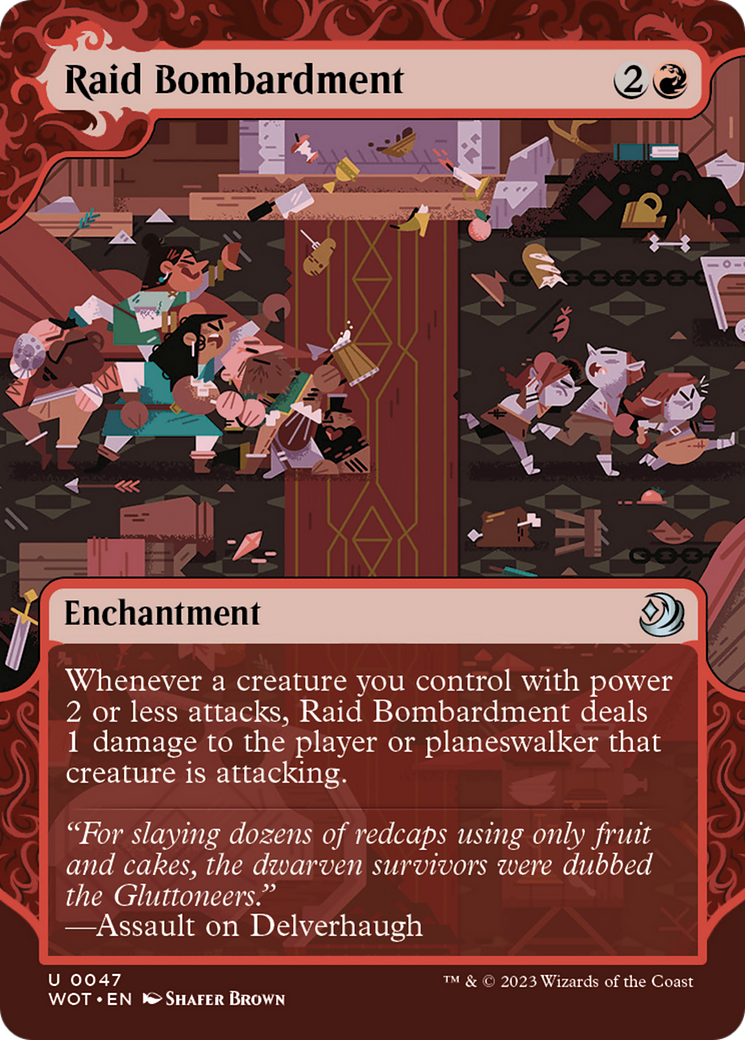 Raid Bombardment 2
Enchantment
Whenever a creature you control with power
2 or less attacks, Raid Bombardment deals
1 damage to the player or planeswalker that
creature is attacking.
“For slaying dozens of redcaps using only fruit
and cakes, the dwarven survivors were dubbed
the Gluttoneers.”
—Assault on Delverhaugh
U 0047
™ & © 2023 Wizards of the Coast
WOT • EN Shafer Brown